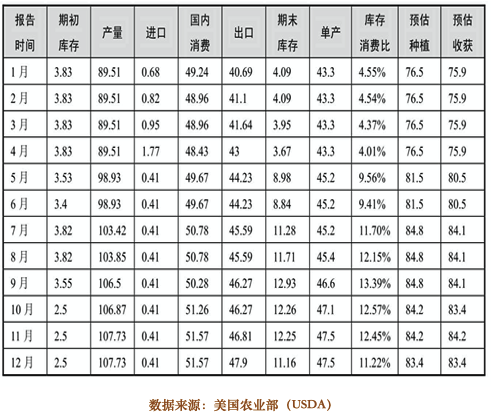 报告时间 期初库存 产量 进口 国内消费 出口 期末库存 单产 库存消费比 预估种植 预估收获
1月 3.83 89.51 0.68 49.24 40.69 4.09 43.3 4.55% 76.5 75.9
2月 3.83 89.51 0.82 48.96 41.1 4.09 43.3 4.54% 76.5 75.9
3月 3.83 89.51 0.95 48.96 41.64 3.95 43.3 4.37% 76.5 75.9
4月 3.83 89.51 1.77 48.43 43 3.67 43.3 4.01% 76.5 75.9
5月 3.53 98.93 0.41 49.67 44.23 8.98 45.2 9.56% 81.5 80.5
6月 3.4 98.93 0.41 49.67 44.23 8.84 45.2 9.41% 81.5 80.5
7月 3.82 103.42 0.41 50.78 45.59 11.28 45.2 11.70% 84.8 84.1
8月 3.82 103.85 0.41 50.78 45.59 11.71 45.4 12.15% 84.8 84.1
9月 3.55 106.5 0.41 50.28 46.27 12.93 46.6 13.39% 84.8 84.1
10月 2.5 106.87 0.41 51.26 46.27 12.26 47.1 12.57% 84.2 83.4
11月 2.5 107.73 0.41 51.57 46.81 12.25 47.5 12.45% 84.2 84.2
12月 2.5 107.73 0.41 51.57 47.9 11.16 47.5 11.22% 83.4 83.4
数据来源：美国农业部（USDA）